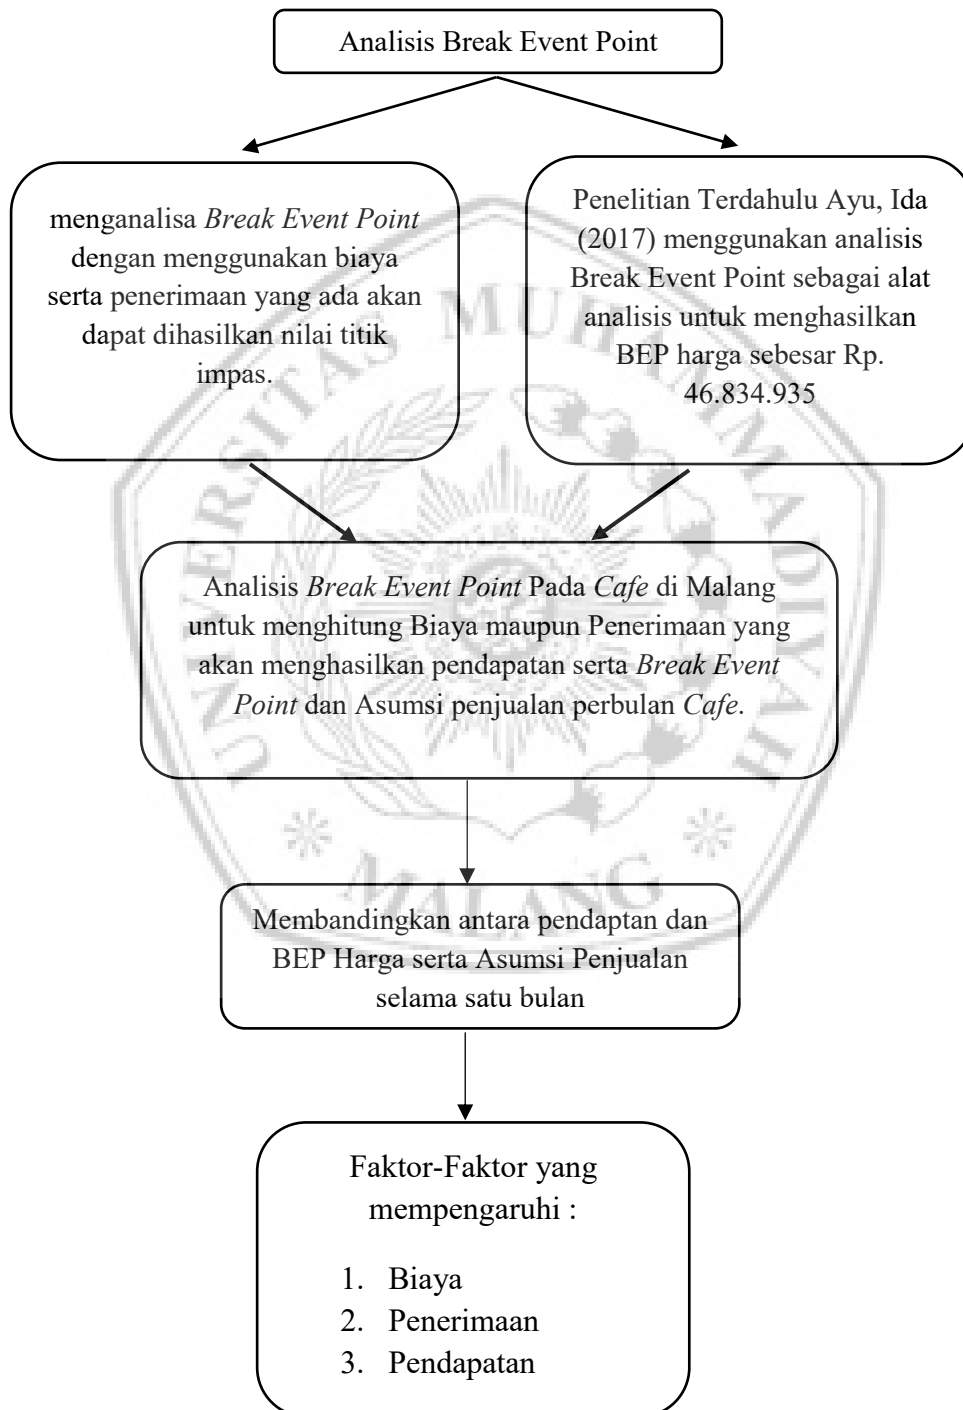 Analisis Break Event Point
menganalisa Break Event Point
dengan menggunakan biaya
serta penerimaan yang ada akan
dapat dihasilkan nilai titik
impas.
Penelitian Terdahulu Ayu, Ida
(2017) menggunakan analisis
Break Event Point sebagai alat
analisis untuk menghasilkan
BEP harga sebesar Rp.
46.834.935
Analisis Break Event Point Pada Cafe di Malang
untuk menghitung Biaya maupun Penerimaan yang
akan menghasilkan pendapatan serta Break Event
Point dan Asumsi penjualan perbulan Cafe.
Membandingkan antara pendaptan dan
BEP Harga serta Asumsi Penjualan
selama satu bulan
Faktor-Faktor yang
mempengaruhi :
1. Biaya
2. Penerimaan
3. Pendapatan
UNIVERSITAS MUHAMMADIYAH
MALANG